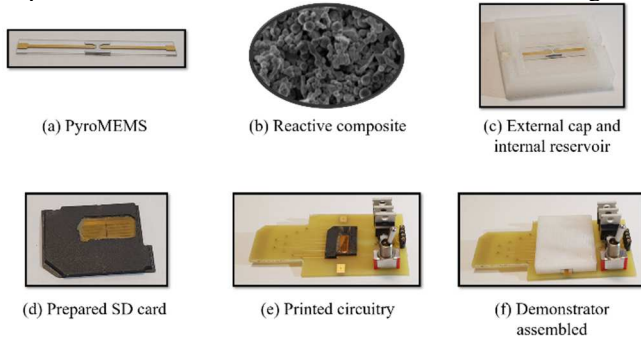 (a) PyroMEMS
(b) Reactive composite
(c) External cap and
internal reservoir
(d) Prepared SD card
(e) Printed circuitry
(f) Demonstrator
assembled